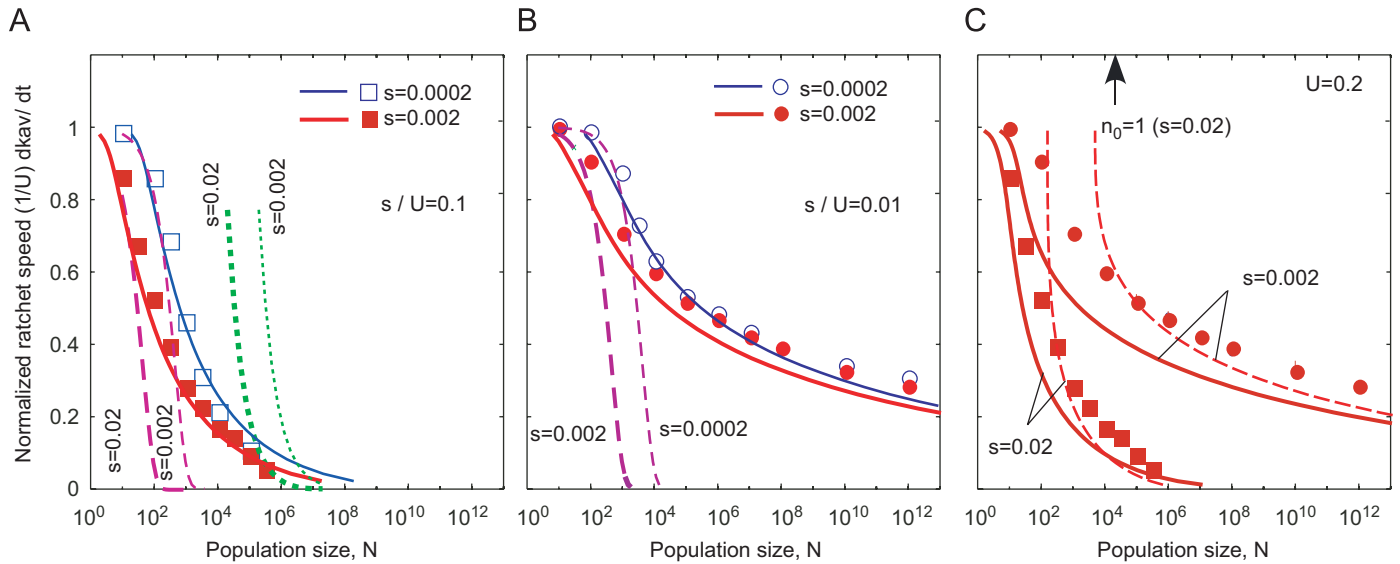 A
B
C
Normalized ratchet speed (1/U) dkav/ dt
1
0.8
0.6
0.4
0.2
0
s=0.0002
s=0.002
s / U=0.1
s=0.02
s=0.002
s=0.02
s=0.002
10^0 10^2 10^4 10^6 10^8 10^10 10^12
Population size, N
s=0.0002
s=0.002
s / U=0.01
s=0.002
s=0.0002
10^0 10^2 10^4 10^6 10^8 10^10 10^12
Population size, N
U=0.2
n₀=1 (s=0.02)
s=0.002
s=0.02
10^0 10^2 10^4 10^6 10^8 10^10 10^12
Population size, N